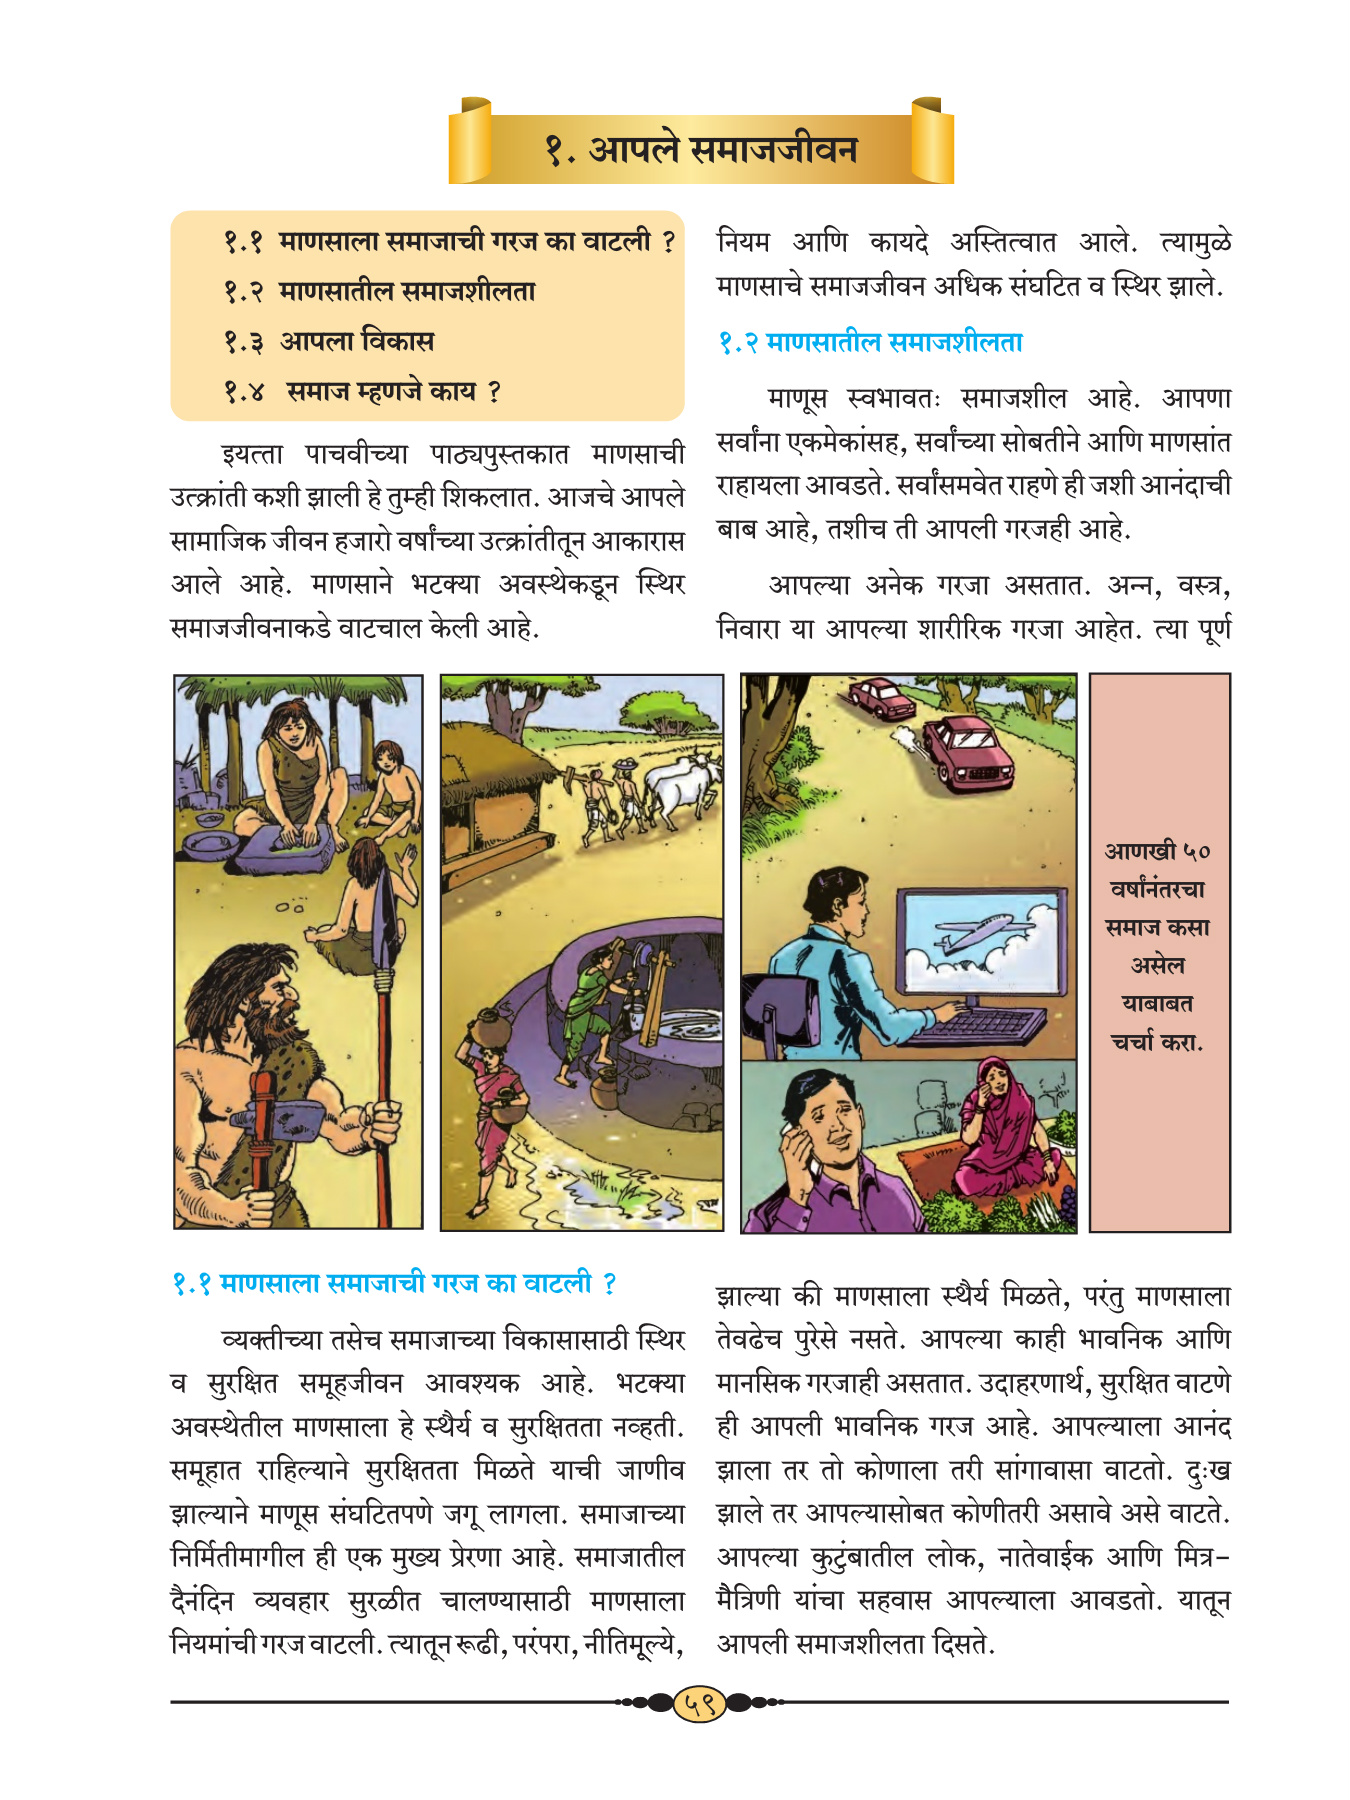 १. आपले समाजजीवन
१.१ माणसाला समाजाची गरज का वाटली ?
१.२ माणसातील समाजशीलता
१.३ आपला विकास
१.४ समाज म्हणजे काय ?
इयत्ता पाचवीच्या पाठ्यपुस्तकात माणसाची
उत्क्रांती कशी झाली हे तुम्ही शिकलात. आजचे आपले
सामाजिक जीवन हजारो वर्षांच्या उत्क्रांतीतून आकारास
आले आहे. माणसाने भटक्या अवस्थेकडून स्थिर
समाजजीवनाकडे वाटचाल केली आहे.
१.१ माणसाला समाजाची गरज का वाटली ?
व्यक्तीच्या तसेच समाजाच्या विकासासाठी स्थिर
व सुरक्षित समूहजीवन आवश्यक आहे. भटक्या
अवस्थेतील माणसाला हे स्थैर्य व सुरक्षितता नव्हती.
समूहात राहिल्याने सुरक्षितता मिळते याची जाणीव
झाल्याने माणूस संघटितपणे जगू लागला. समाजाच्या
निर्मितीमागील ही एक मुख्य प्रेरणा आहे. समाजातील
दैनंदिन व्यवहार सुरळीत चालण्यासाठी माणसाला
नियमांची गरज वाटली. त्यातून रूढी, परंपरा, नीतिमूल्ये,
नियम आणि कायदे अस्तित्वात आले. त्यामुळे
माणसाचे समाजजीवन अधिक संघटित व स्थिर झाले.
१.२ माणसातील समाजशीलता
माणूस स्वभावतः समाजशील आहे. आपणा
सर्वांना एकमेकांसह, सर्वांच्या सोबतीने आणि माणसांत
राहायला आवडते. सर्वांसमवेत राहणे ही जशी आनंदाची
बाब आहे, तशीच ती आपली गरजही आहे.
आपल्या अनेक गरजा असतात. अन्न, वस्त्र,
निवारा या आपल्या शारीरिक गरजा आहेत. त्या पूर्ण
आणखी ५०
वर्षांनंतरचा
समाज कसा
असेल
याबाबत
चर्चा करा.
झाल्या की माणसाला स्थैर्य मिळते, परंतु माणसाला
तेवढेच पुरेसे नसते. आपल्या काही भावनिक आणि
मानसिक गरजाही असतात. उदाहरणार्थ, सुरक्षित वाटणे
ही आपली भावनिक गरज आहे. आपल्याला आनंद
झाला तर तो कोणाला तरी सांगावासा वाटतो. दुःख
झाले तर आपल्यासोबत कोणीतरी असावे असे वाटते.
आपल्या कुटुंबातील लोक, नातेवाईक आणि मित्र-
मैत्रिणी यांचा सहवास आपल्याला आवडतो. यातून
आपली समाजशीलता दिसते.
५९